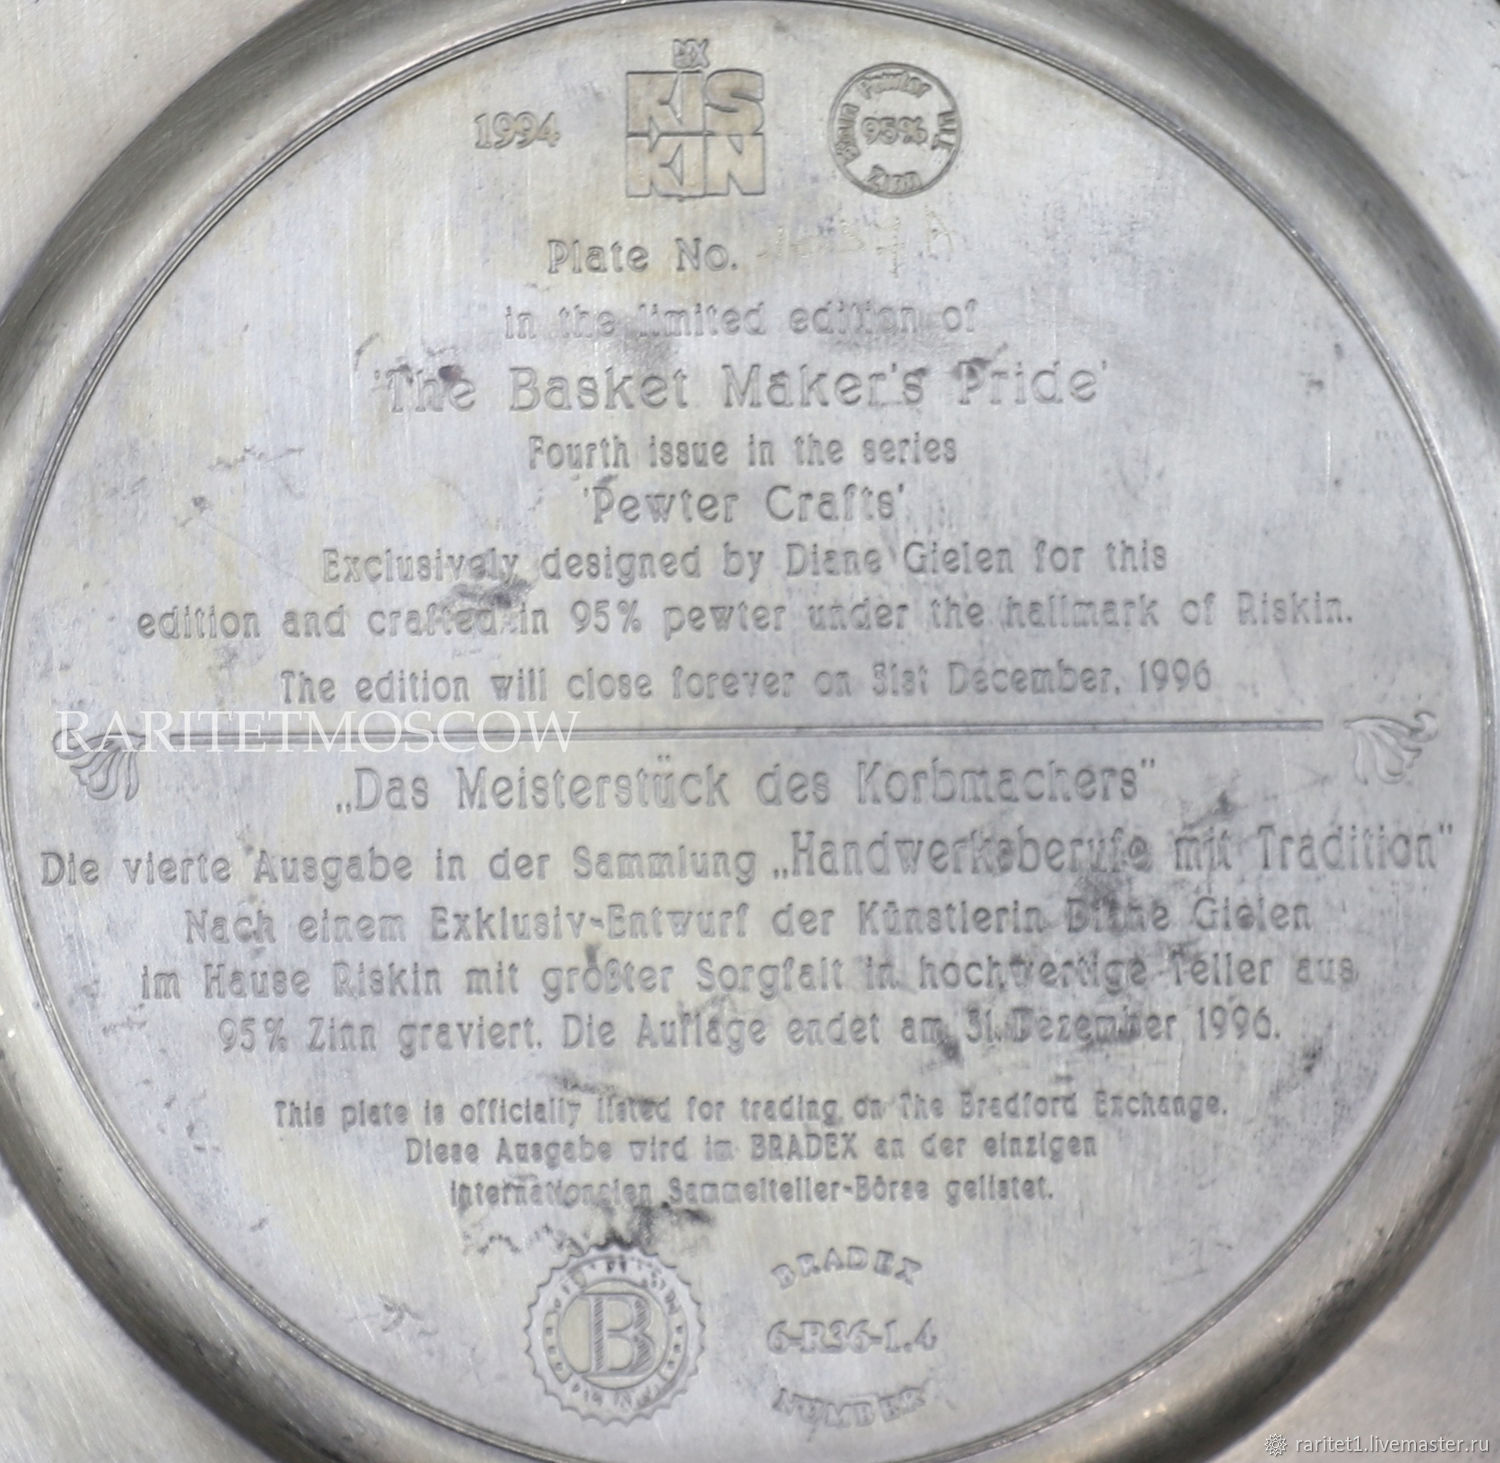 1994
RIS
KIN
Pewter
95%
Zinn
Plate No.
in the limited edition of
'The Basket Maker's Pride'
Fourth issue in the series
'Pewter Crafts'
Exclusively designed by Diane Gielen for this
edition and crafted in 95% pewter under the hallmark of Riskin.
The edition will close forever on 31st December, 1996
RARITETMOSCOW
„Das Meisterstück des Korbmachers"
Die vierte Ausgabe in der Sammlung „Handwerksberufe mit Tradition"
Nach einem Exklusiv-Entwurf der Künstlerin Diane Gielen
im Hause Riskin mit größter Sorgfalt in hochwertige Teller aus
95% Zinn graviert. Die Auflage endet am 31. Dezember 1996.
This plate is officially listed for trading on The Bradford Exchange.
Diese Ausgabe wird im BRADEX an der einzigen
internationalen Sammelteller-Börse gelistet.
B
BRADEX
6-R36-1.4
NUMBER
raritet1.livemaster.ru